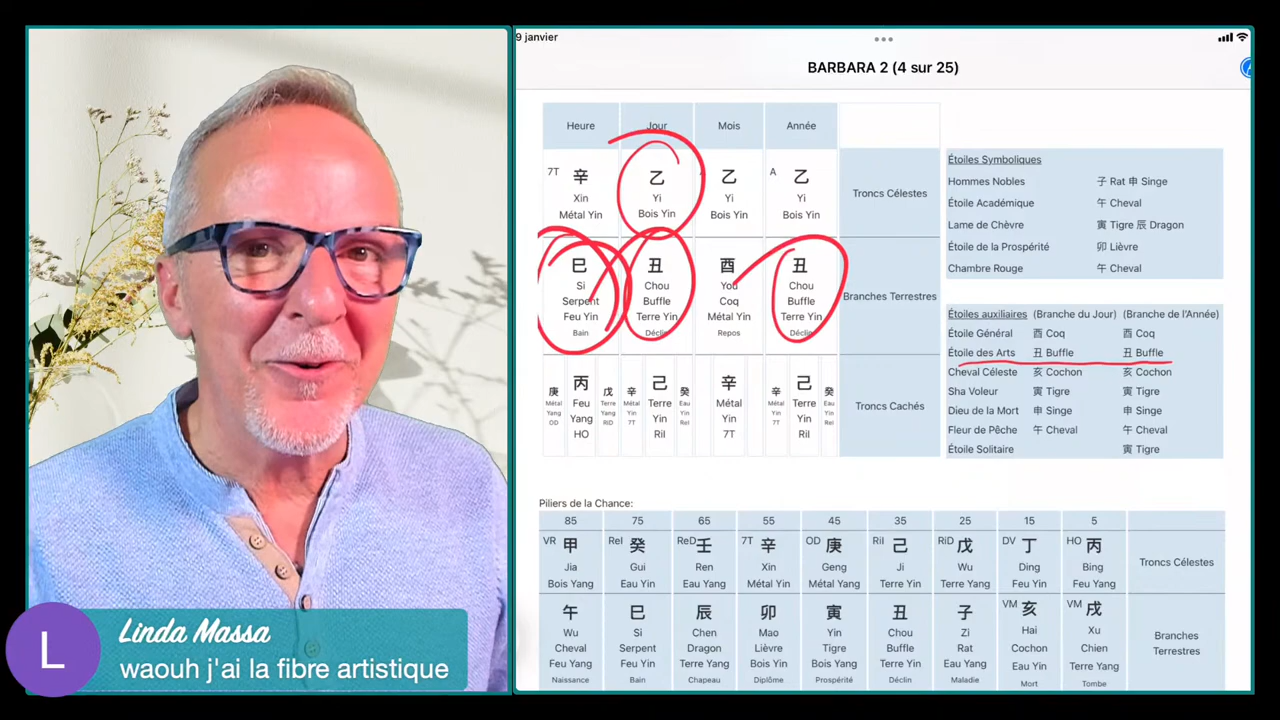 9 janvier
BARBARA 2 (4 sur 25)
Heure Jour Mois Année
7T 辛 乙 乙 A 乙
Xin Yi Yi Yi Troncs Célestes
Métal Yin Bois Yin Bois Yin Bois Yin
巳 丑 酉 丑
Si Chou You Chou
Serpent Buffle Coq Buffle Branches Terrestres
Feu Yin Terre Yin Métal Yin Terre Yin
Bain Déclin Repos Déclin
庚 丙 戊 辛 己 癸 辛 辛 己 癸
Métal Feu Terre Métal Terre Eau Métal Métal Terre Eau
Yang Yang Yang Yin Yin Yin Yin Yin Yin Yin Troncs Cachés
OD HO RiD 7T RiI ReI 7T 7T RiI ReI
Étoiles Symboliques
Hommes Nobles 子 Rat 申 Singe
Étoile Académique 午 Cheval
Lame de Chèvre 寅 Tigre 辰 Dragon
Étoile de la Prospérité 卯 Lièvre
Chambre Rouge 午 Cheval
Étoiles auxiliaires (Branche du Jour) (Branche de l'Année)
Étoile Général 酉 Coq 酉 Coq
Étoile des Arts 丑 Buffle 丑 Buffle
Cheval Céleste 亥 Cochon 亥 Cochon
Sha Voleur 寅 Tigre 寅 Tigre
Dieu de la Mort 申 Singe 申 Singe
Fleur de Pêche 午 Cheval 午 Cheval
Étoile Solitaire 寅 Tigre
Piliers de la Chance:
85 75 65 55 45 35 25 15 5
VR 甲 ReI 癸 ReD 壬 7T 辛 OD 庚 RiI 己 RiD 戊 DV 丁 HO 丙
Jia Gui Ren Xin Geng Ji Wu Ding Bing Troncs Célestes
Bois Yang Eau Yin Eau Yang Métal Yin Métal Yang Terre Yin Terre Yang Feu Yin Feu Yang
午 巳 辰 卯 寅 丑 子 VM 亥 VM 戌
Wu Si Chen Mao Yin Chou Zi Hai Xu
Cheval Serpent Dragon Lièvre Tigre Buffle Rat Cochon Chien Branches Terrestres
Feu Yang Feu Yin Terre Yang Bois Yin Bois Yang Terre Yin Eau Yang Eau Yin Terre Yang
Naissance Bain Chapeau Diplôme Prospérité Déclin Maladie Mort Tombe
L
Linda Massa
waouh j'ai la fibre artistique